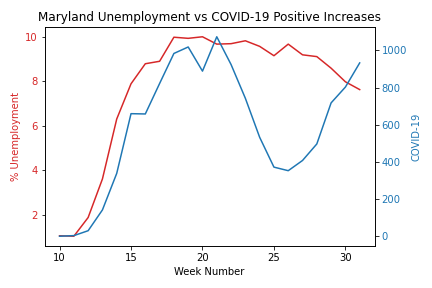 Maryland Unemployment vs COVID-19 Positive Increases
10
8
6
4
2
% Unemployment
1000
800
600
400
200
0
COVID-19
10 15 20 25 30
Week Number